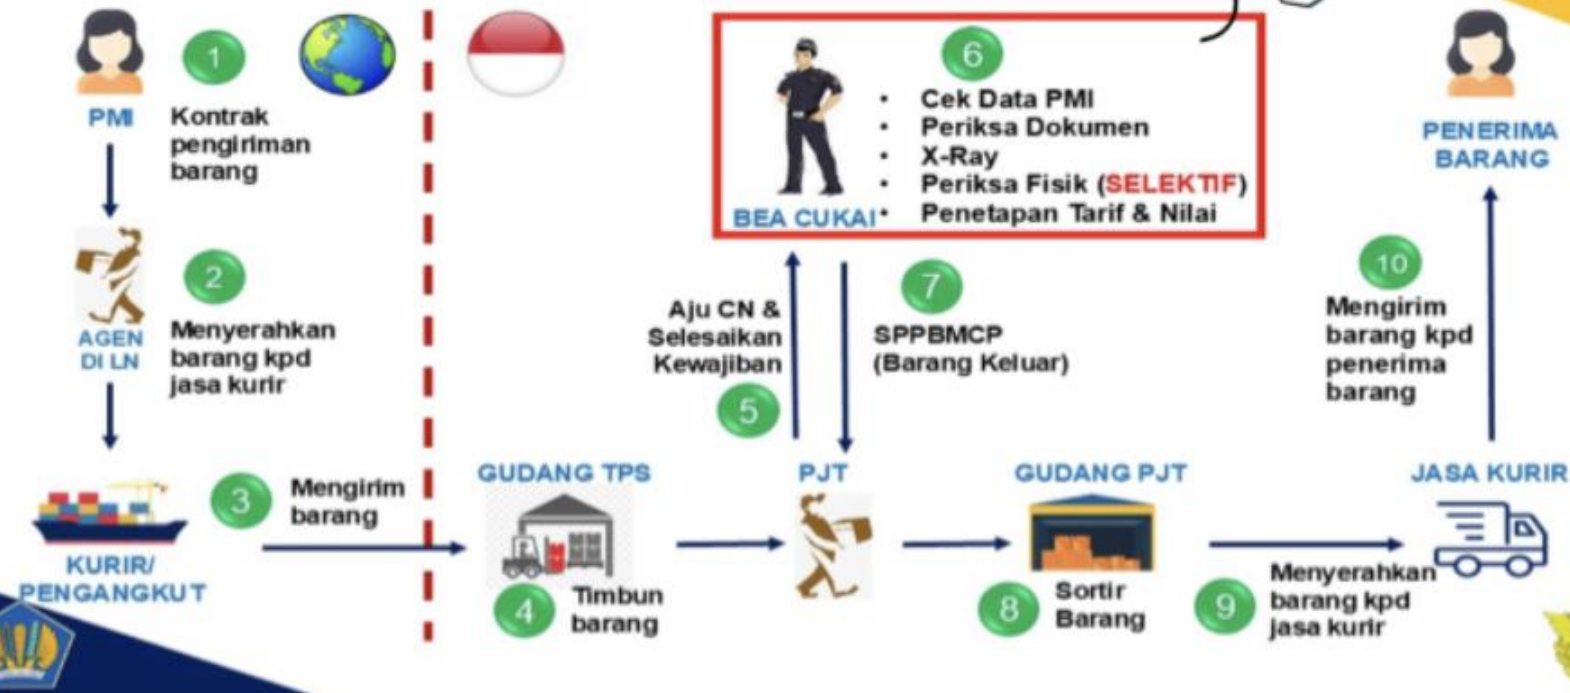 1
PMI
Kontrak
pengiriman
barang
2
AGEN
DI LN
Menyerahkan
barang kpd
jasa kurir
3
Mengirim
barang
KURIR/
PENGANGKUT
GUDANG TPS
4
Timbun
barang
Aju CN &
Selesaikan
Kewajiban
5
6
• Cek Data PMI
• Periksa Dokumen
• X-Ray
• Periksa Fisik (SELEKTIF)
• Penetapan Tarif & Nilai
BEA CUKAI
7
SPPBMCP
(Barang Keluar)
PJT
GUDANG PJT
8
Sortir
Barang
9
Menyerahkan
barang kpd
jasa kurir
JASA KURIR
10
Mengirim
barang kpd
penerima
barang
PENERIMA
BARANG